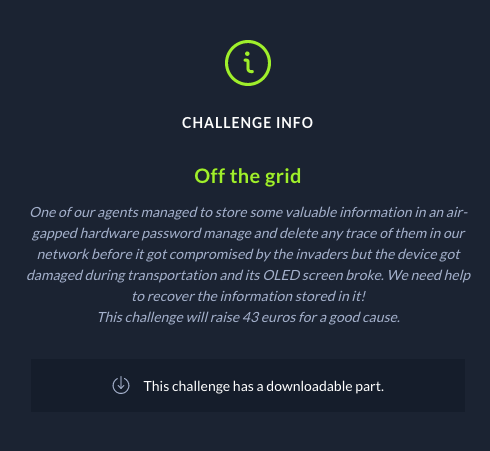 CHALLENGE INFO
Off the grid
One of our agents managed to store some valuable information in an air-
gapped hardware password manage and delete any trace of them in our
network before it got compromised by the invaders but the device got
damaged during transportation and its OLED screen broke. We need help
to recover the information stored in it!
This challenge will raise 43 euros for a good cause.
This challenge has a downloadable part.